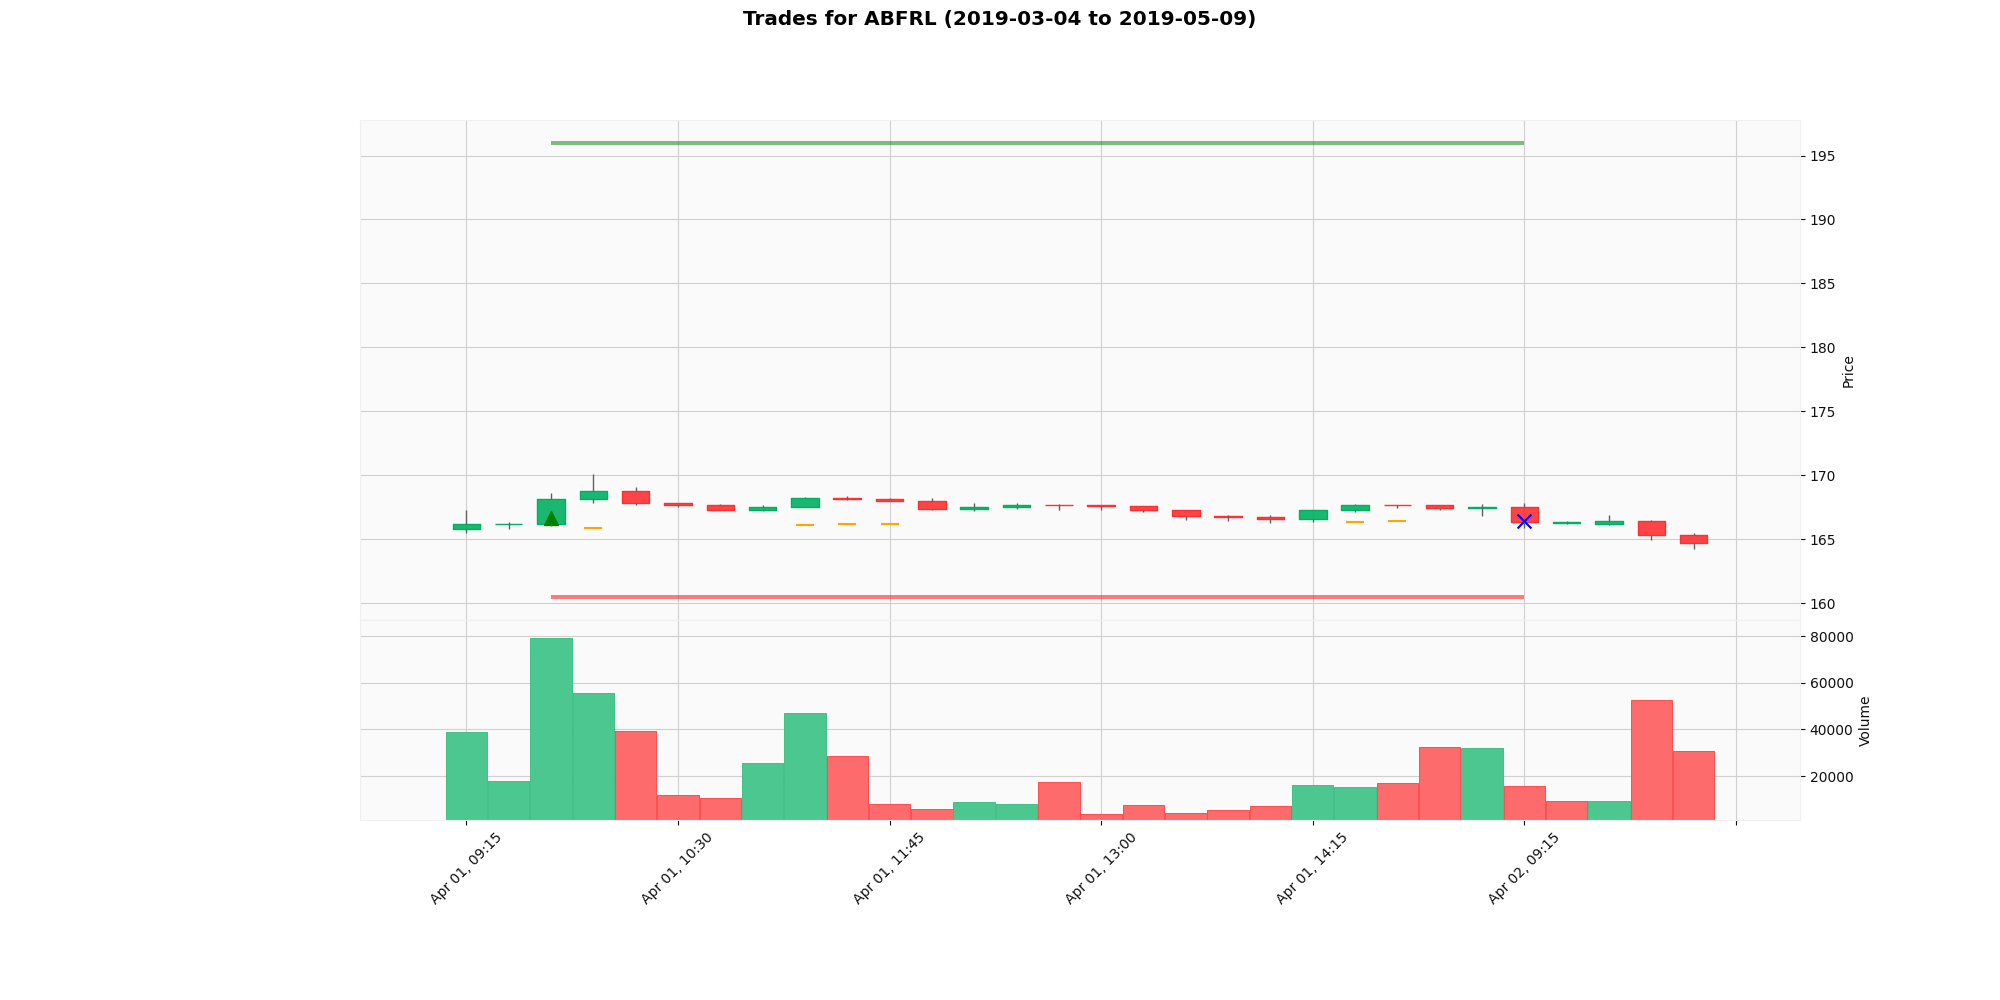 Trades for ABFRL (2019-03-04 to 2019-05-09)
195
190
185
180
175
170
165
160
Price
80000
60000
40000
20000
Volume
Apr 01, 09:15
Apr 01, 10:30
Apr 01, 11:45
Apr 01, 13:00
Apr 01, 14:15
Apr 02, 09:15